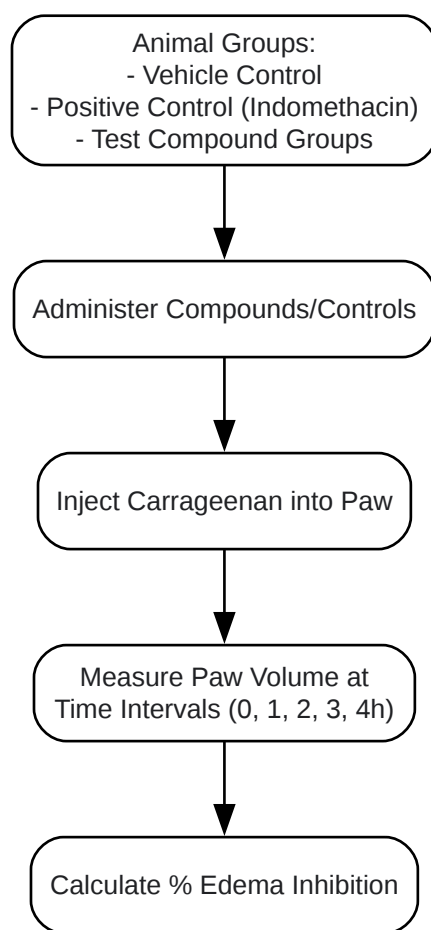 Animal Groups:
- Vehicle Control
- Positive Control (Indomethacin)
- Test Compound Groups
Administer Compounds/Controls
Inject Carrageenan into Paw
Measure Paw Volume at
Time Intervals (0, 1, 2, 3, 4h)
Calculate % Edema Inhibition